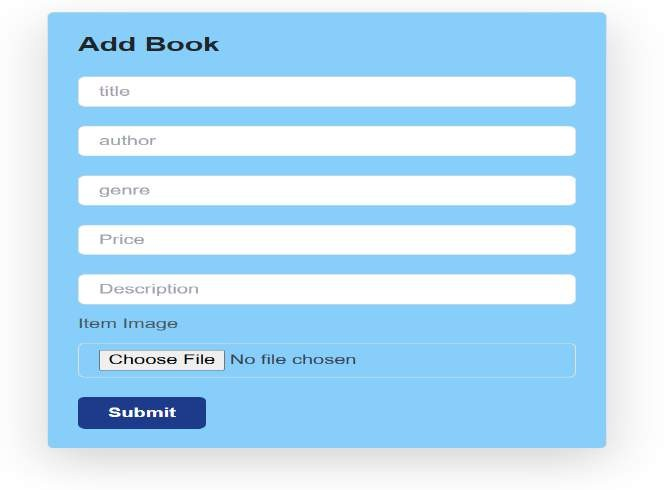 Add Book
title
author
genre
Price
Description
Item Image
Choose File No file chosen
Submit